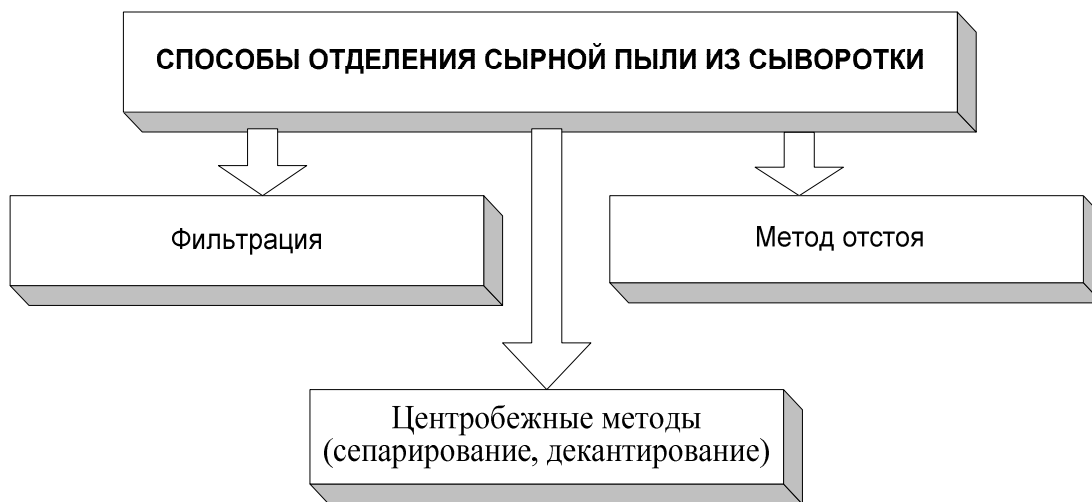 СПОСОБЫ ОТДЕЛЕНИЯ СЫРНОЙ ПЫЛИ ИЗ СЫВОРОТКИ
Фильтрация
Метод отстоя
Центробежные методы
(сепарирование, декантирование)